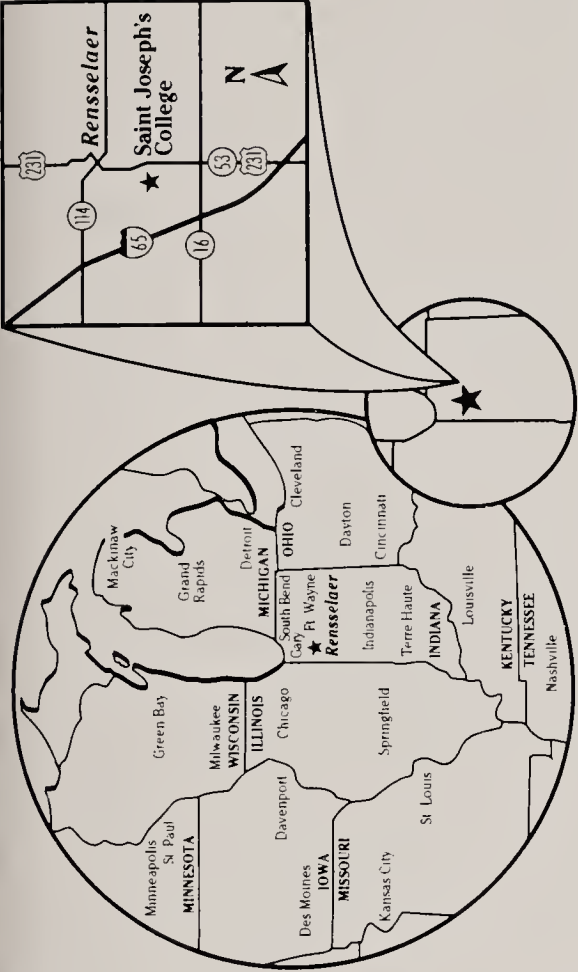 Mackinaw
City
Green Bay
Minneapolis
St Paul
MINNESOTA
Grand
Rapids
Milwaukee
WISCONSIN
ILLINOIS
Chicago
Detroit
MICHIGAN
OHIO
Cleveland
South Bend
Gary
Ft Wayne
Rensselaer
Davenport
Des Moines
IOWA
MISSOURI
Dayton
Cincinnati
Indianapolis
Springfield
Terre Haute
INDIANA
Kansas City
St Louis
Louisville
KENTUCKY
TENNESSEE
Nashville
231
114
Rensselaer
65
Saint Joseph's
College
16
53
231
N